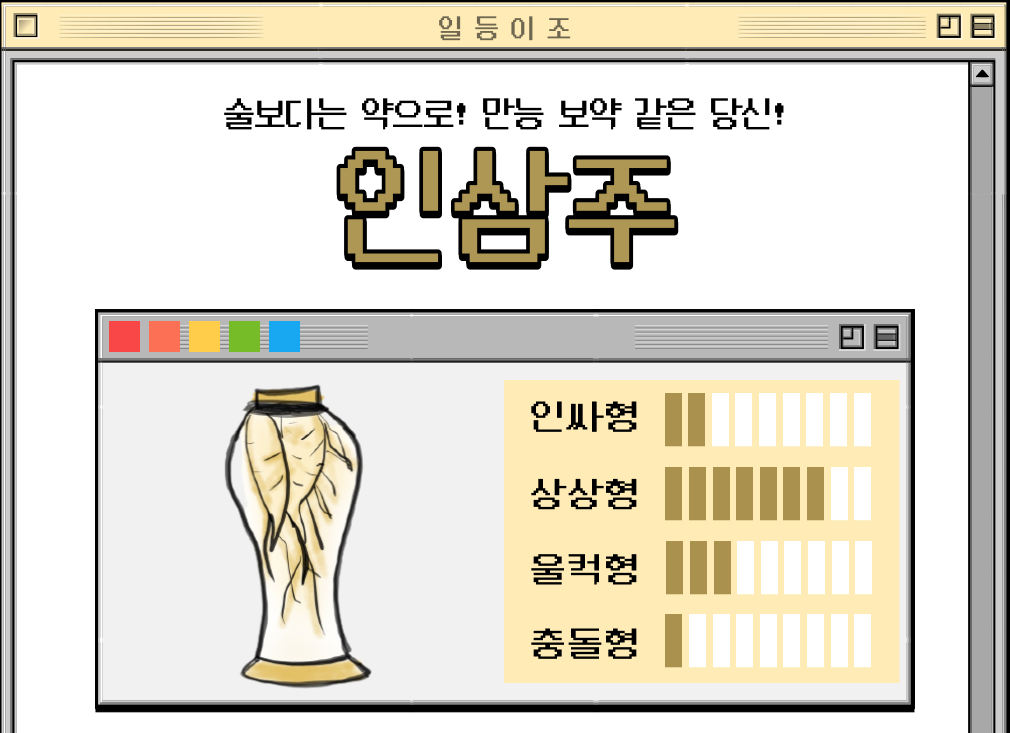 일등이조
술보다는 약으로! 만능 보약 같은 당신!
인삼주
인싸형
상상형
울컥형
충돌형